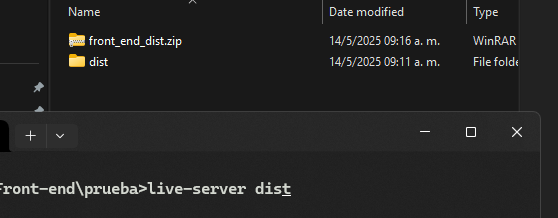 Name Date modified Type
front_end_dist.zip 14/5/2025 09:16 a. m. WinRAR
dist 14/5/2025 09:11 a. m. File folde
Front-end\prueba>live-server dist